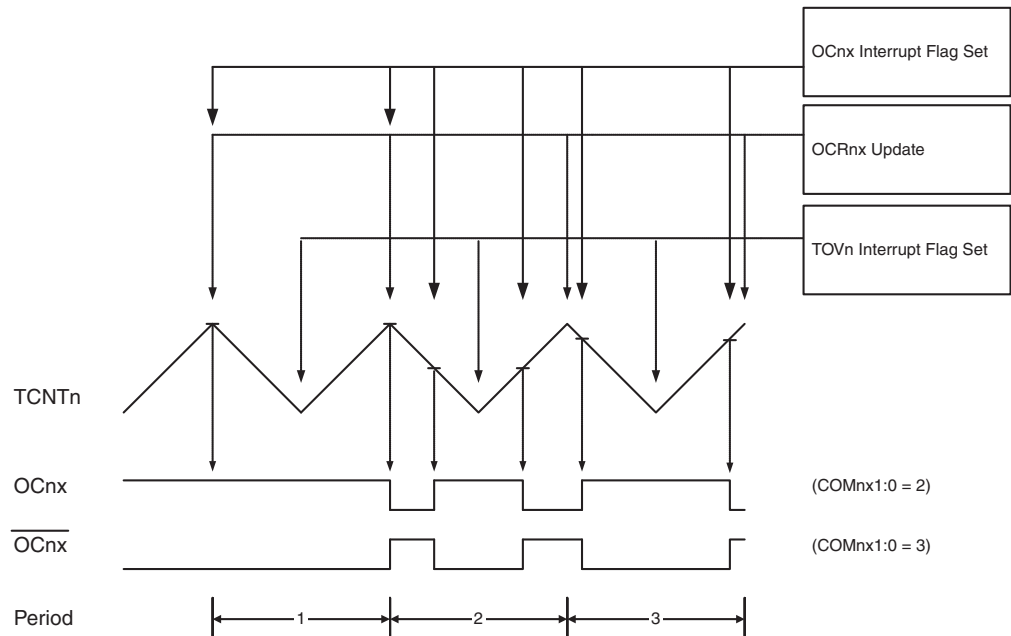 OCnx Interrupt Flag Set
OCRnx Update
TOVn Interrupt Flag Set
TCNTn
OCnx
(COMnx1:0 = 2)
OCnx
(COMnx1:0 = 3)
Period
1
2
3